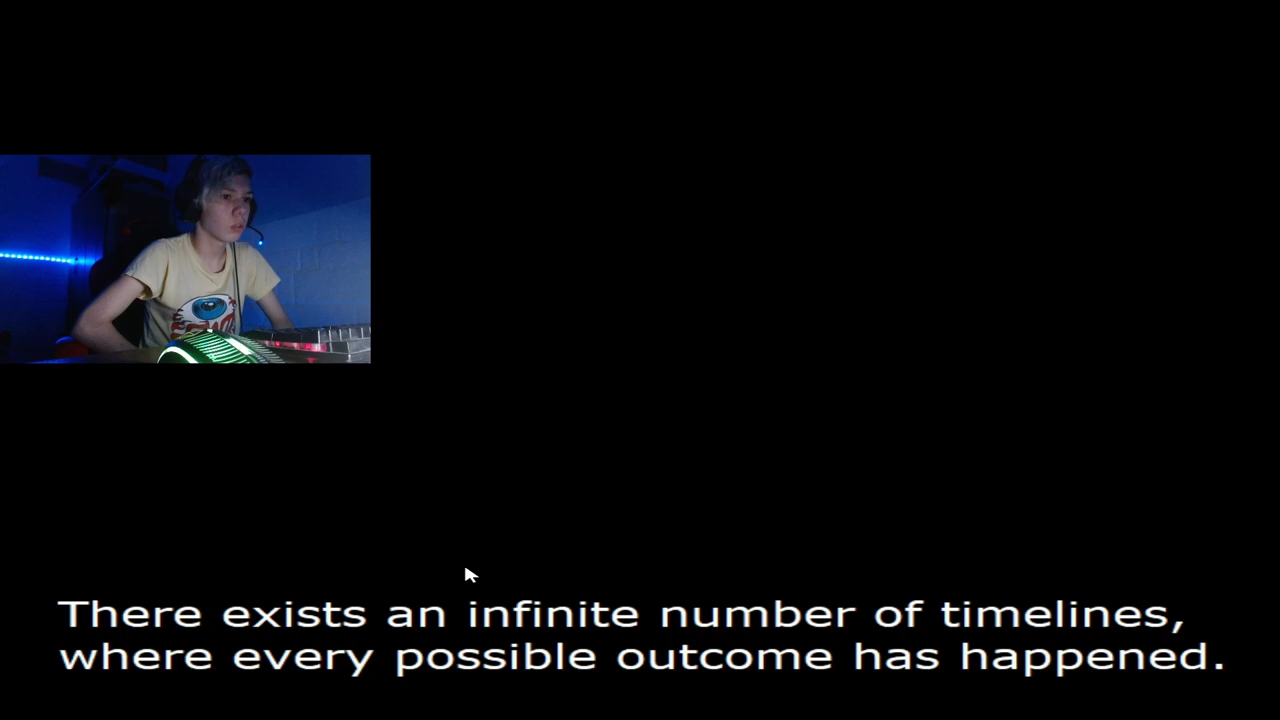 There exists an infinite number of timelines,
where every possible outcome has happened.